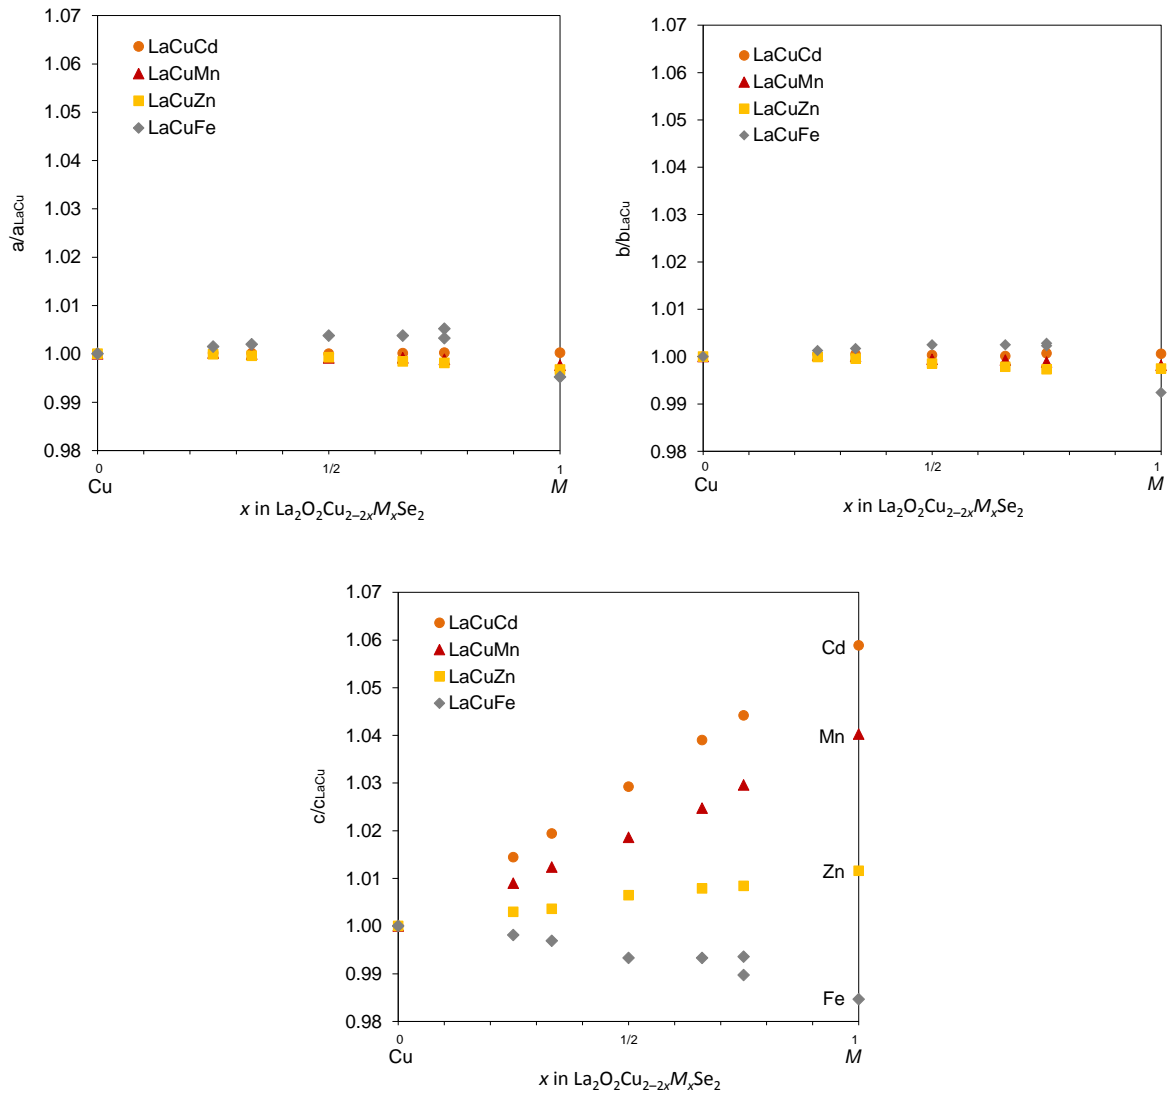 1.07
1.06
1.05
1.04
1.03
1.02
1.01
1.00
0.99
0.98
a/aLaCu
LaCuCd
LaCuMn
LaCuZn
LaCuFe
0 1/2 1
Cu M
x in La₂O₂Cu₂₋₂ₓMₓSe₂
1.07
1.06
1.05
1.04
1.03
1.02
1.01
1.00
0.99
0.98
b/bLaCu
LaCuCd
LaCuMn
LaCuZn
LaCuFe
0 1/2 1
Cu M
x in La₂O₂Cu₂₋₂ₓMₓSe₂
1.07
1.06
1.05
1.04
1.03
1.02
1.01
1.00
0.99
0.98
c/cLaCu
LaCuCd
LaCuMn
LaCuZn
LaCuFe
Cd
Mn
Zn
Fe
0 1/2 1
Cu M
x in La₂O₂Cu₂₋₂ₓMₓSe₂